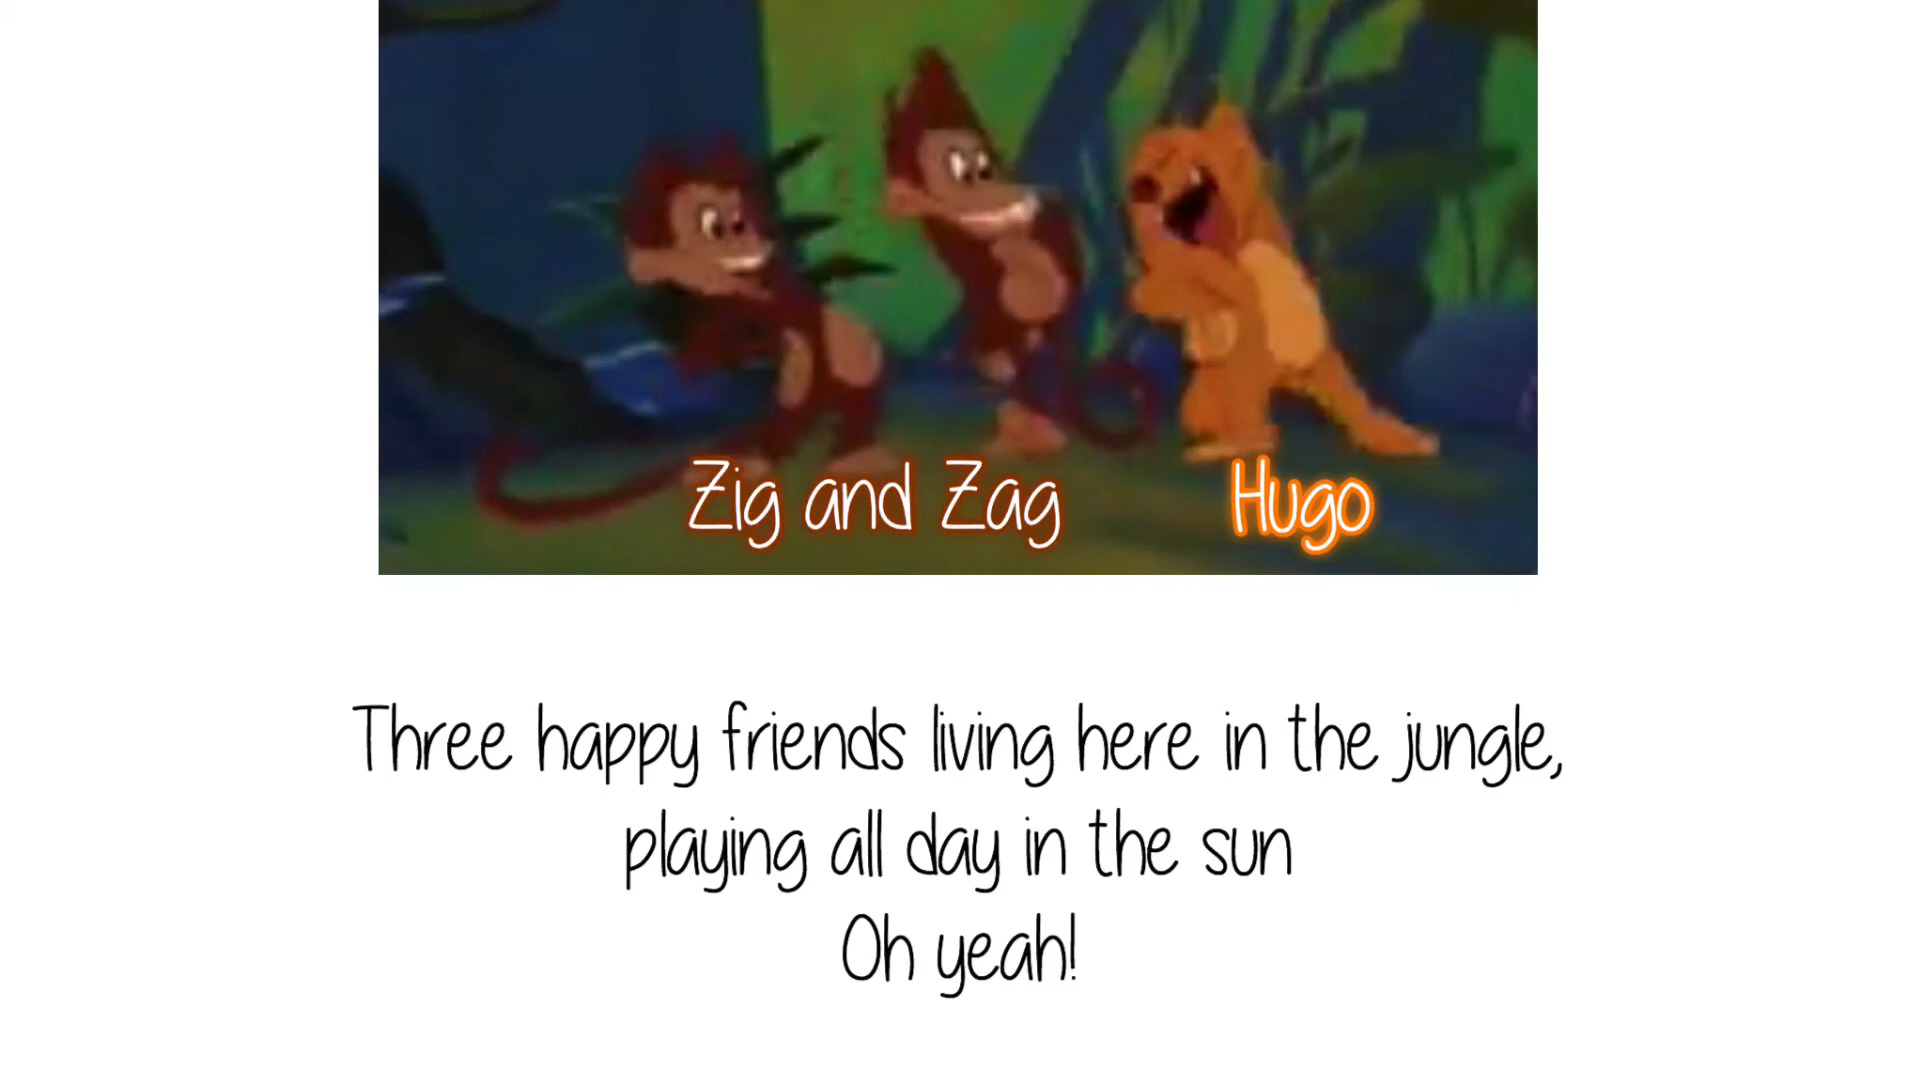 Zig and Zag Hugo
Three happy friends living here in the jungle,
playing all day in the sun
Oh yeah!